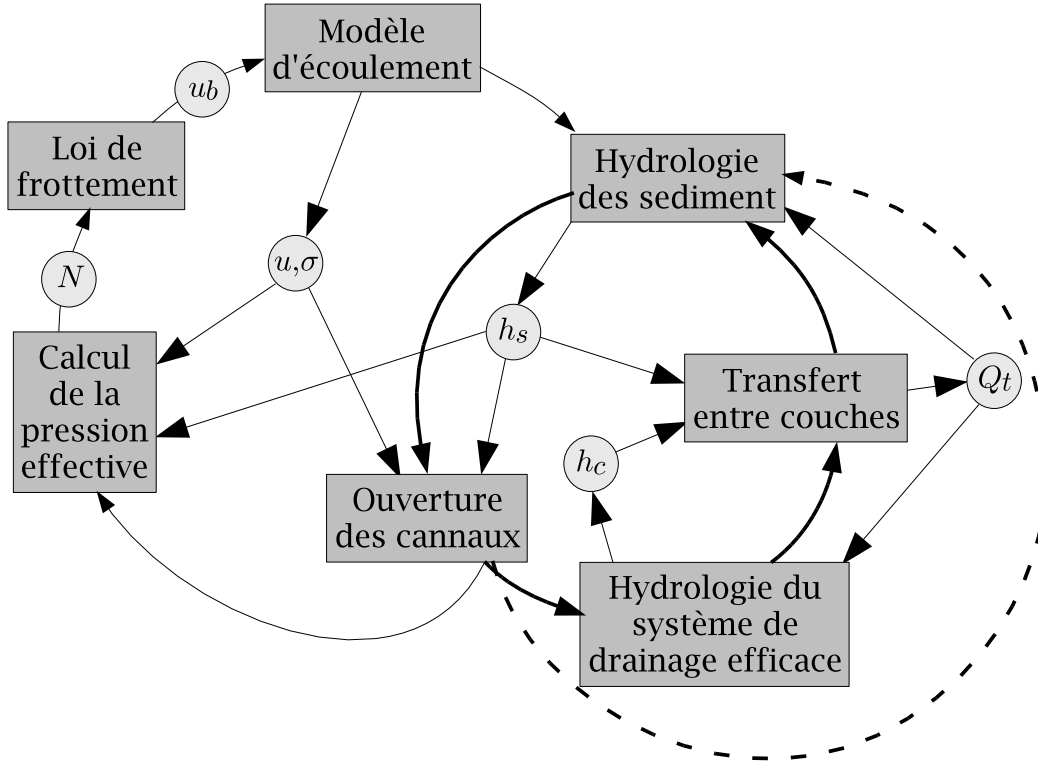 Modèle
d'écoulement
ub
Loi de
frottement
Hydrologie
des sediment
N
u,σ
hs
Calcul
de la
pression
effective
Transfert
entre couches
Qt
hc
Ouverture
des cannaux
Hydrologie du
système de
drainage efficace